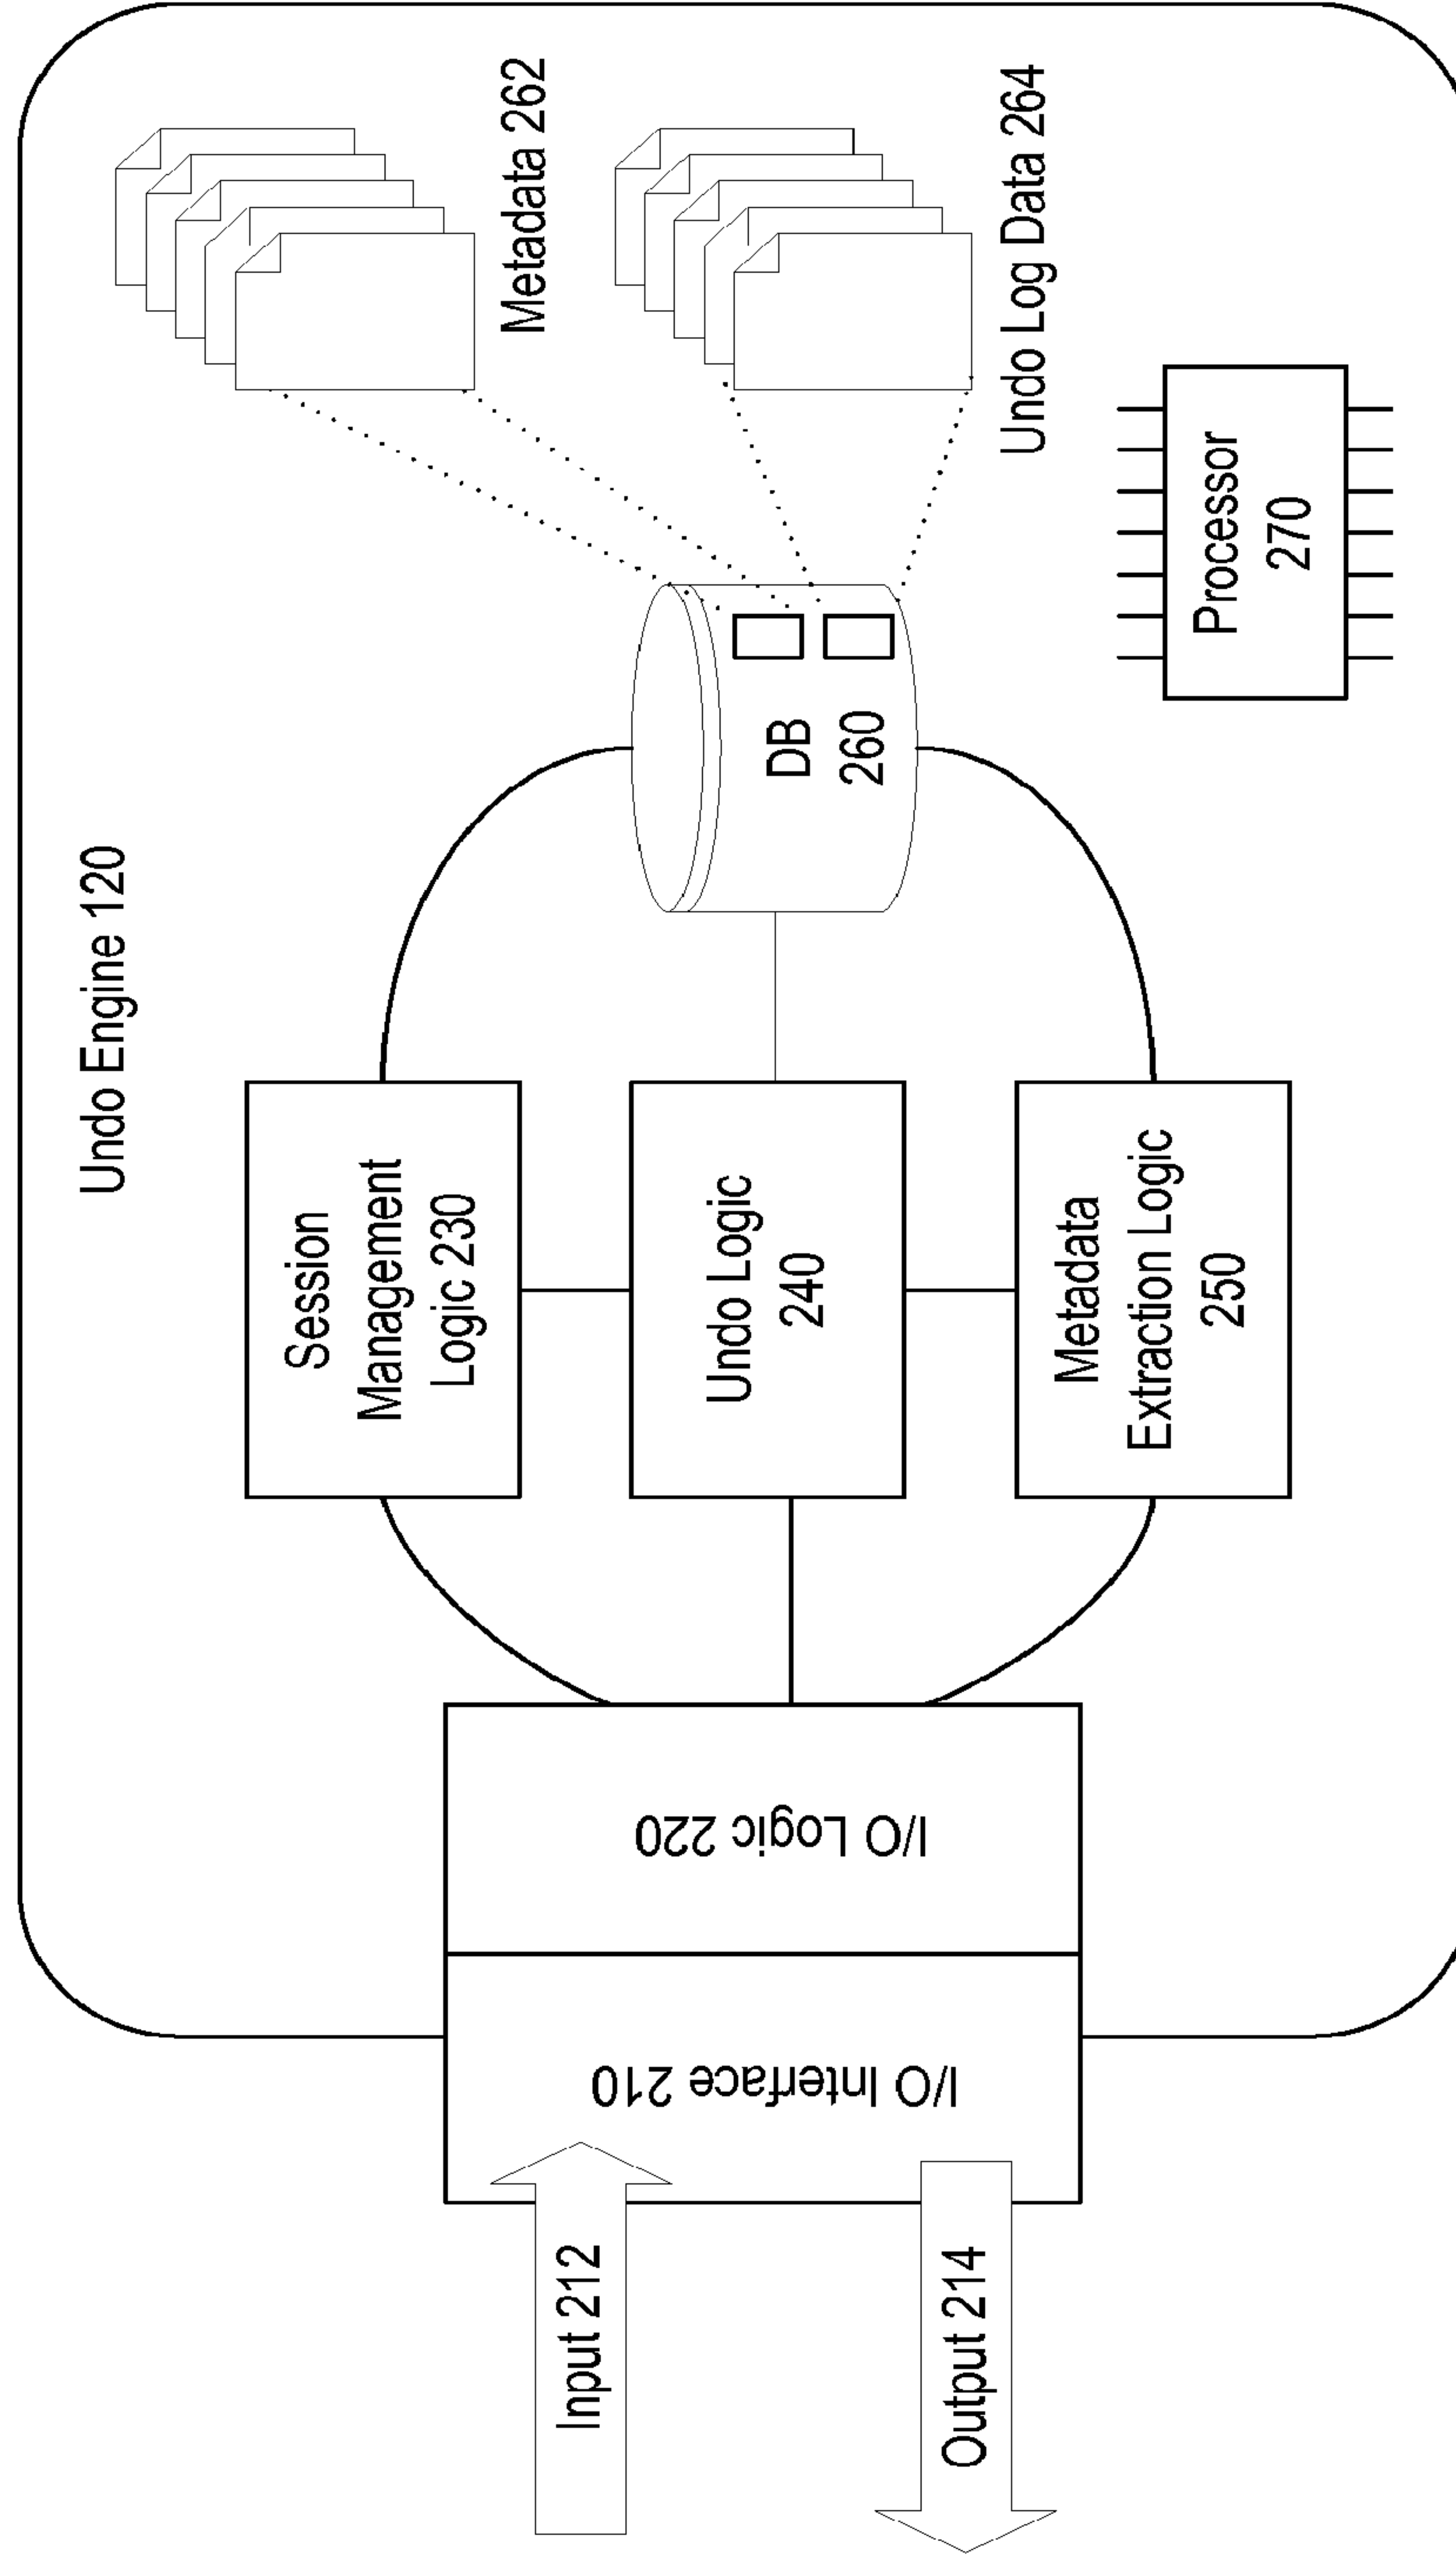 Undo Engine 120
Input 212
Output 214
I/O Interface 210
I/O Logic 220
Session
Management
Logic 230
Undo Logic
240
Metadata
Extraction Logic
250
DB
260
Metadata 262
Undo Log Data 264
Processor
270